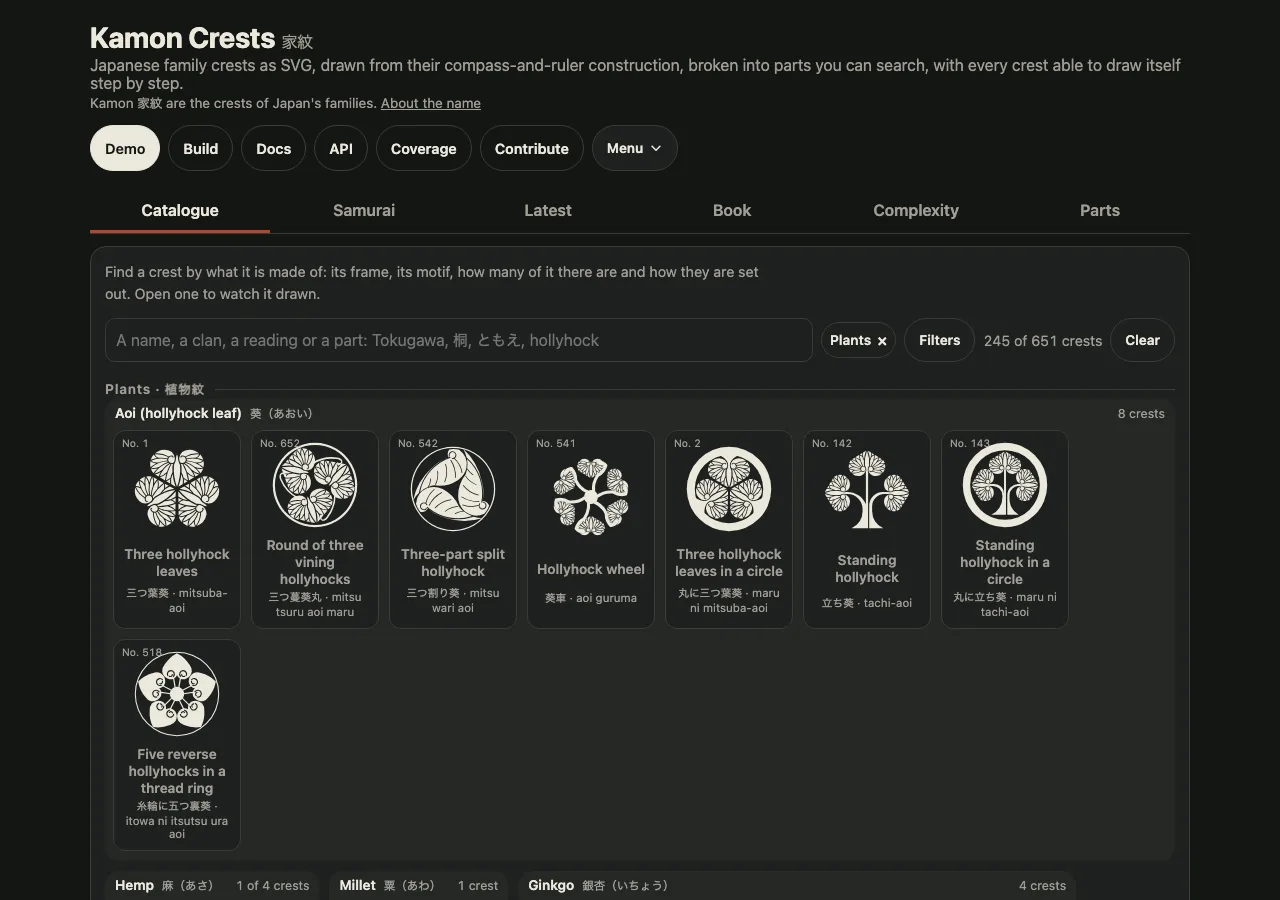 Kamon Crests 家紋
Japanese family crests as SVG, drawn from their compass-and-ruler construction, broken into parts you can search, with every crest able to draw itself
step by step.
Kamon 家紋 are the crests of Japan's families. About the name
Demo
Build
Docs
API
Coverage
Contribute
Menu
Catalogue
Samurai
Latest
Book
Complexity
Parts
Find a crest by what it is made of: its frame, its motif, how many of it there are and how they are set
out. Open one to watch it drawn.
A name, a clan, a reading or a part: Tokugawa, 桐, ともえ, hollyhock
Plants ×
Filters
245 of 651 crests
Clear
Plants · 植物紋
Aoi (hollyhock leaf) 葵（あおい）
8 crests
No. 1
Three hollyhock
leaves
三つ葉葵 · mitsuba-
aoi
No. 652
Round of three
vining
hollyhocks
三つ蔓葵丸 · mitsu
tsuru aoi maru
No. 542
Three-part split
hollyhock
三つ割り葵 · mitsu
wari aoi
No. 541
Hollyhock wheel
葵車 · aoi guruma
No. 2
Three hollyhock
leaves in a circle
丸に三つ葉葵 · maru
ni mitsuba-aoi
No. 142
Standing
hollyhock
立ち葵 · tachi-aoi
No. 143
Standing
hollyhock in a
circle
丸に立ち葵 · maru ni
tachi-aoi
No. 518
Five reverse
hollyhocks in a
thread ring
糸輪に五つ裏葵 ·
itowa ni itsutsu ura
aoi
Hemp 麻（あさ） 1 of 4 crests
Millet 粟（あわ） 1 crest
Ginkgo 銀杏（いちょう） 4 crests